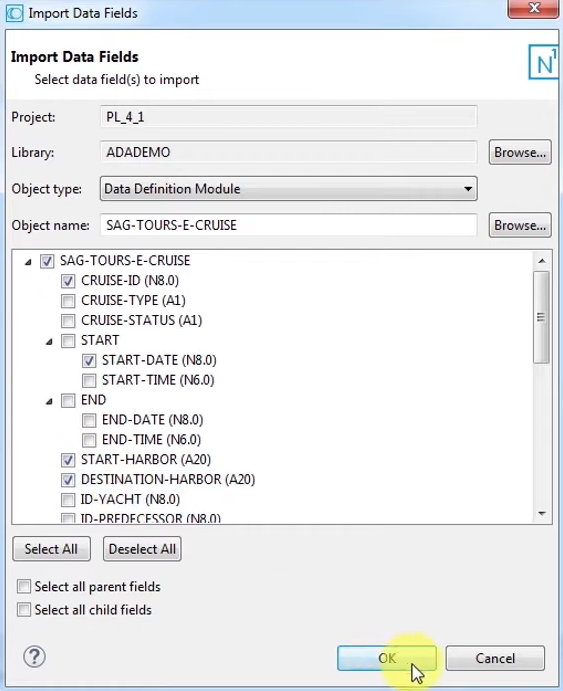 Import Data Fields
Import Data Fields
Select data field(s) to import
N1
Project: PL_4_1
Library: ADADEMO Browse...
Object type: Data Definition Module
Object name: SAG-TOURS-E-CRUISE Browse...
SAG-TOURS-E-CRUISE
CRUISE-ID (N8.0)
CRUISE-TYPE (A1)
CRUISE-STATUS (A1)
START
START-DATE (N8.0)
START-TIME (N6.0)
END
END-DATE (N8.0)
END-TIME (N6.0)
START-HARBOR (A20)
DESTINATION-HARBOR (A20)
ID-YACHT (N8.0)
ID-PREDECESSOR (N8.0)
Select All Deselect All
Select all parent fields
Select all child fields
? OK Cancel